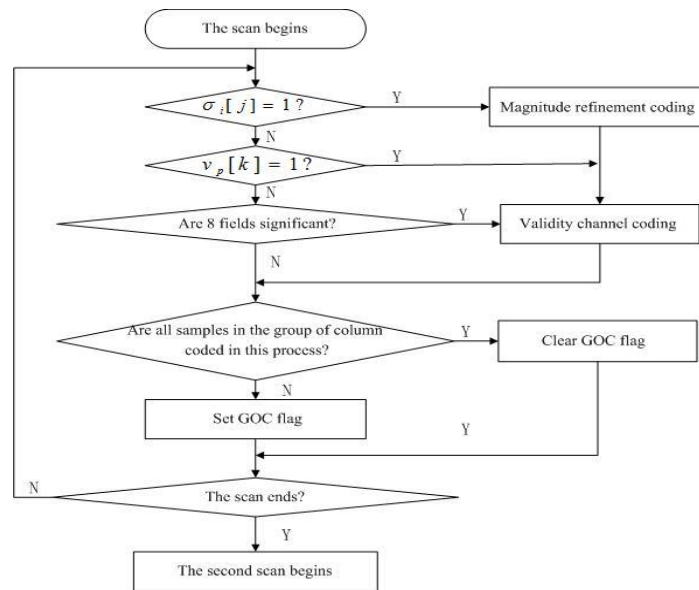 The scan begins
σ i [ j ] = 1 ?
Y
Magnitude refinement coding
N
v p [ k ] = 1 ?
Y
N
Are 8 fields significant?
Y
Validity channel coding
N
Are all samples in the group of column
coded in this process?
Y
Clear GOC flag
N
Set GOC flag
Y
N
The scan ends?
Y
The second scan begins